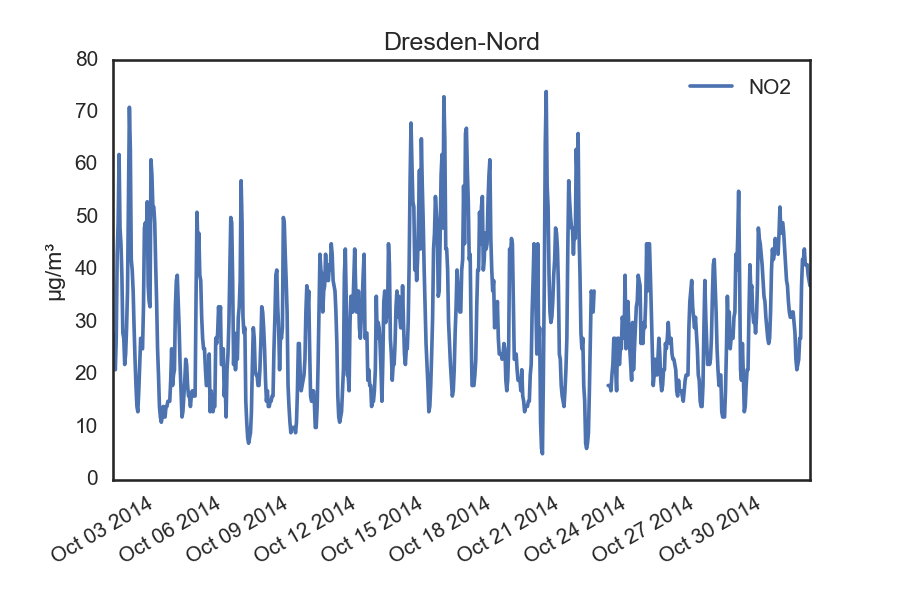 Dresden-Nord
NO2
µg/m³
80
70
60
50
40
30
20
10
0
Oct 03 2014
Oct 06 2014
Oct 09 2014
Oct 12 2014
Oct 15 2014
Oct 18 2014
Oct 21 2014
Oct 24 2014
Oct 27 2014
Oct 30 2014